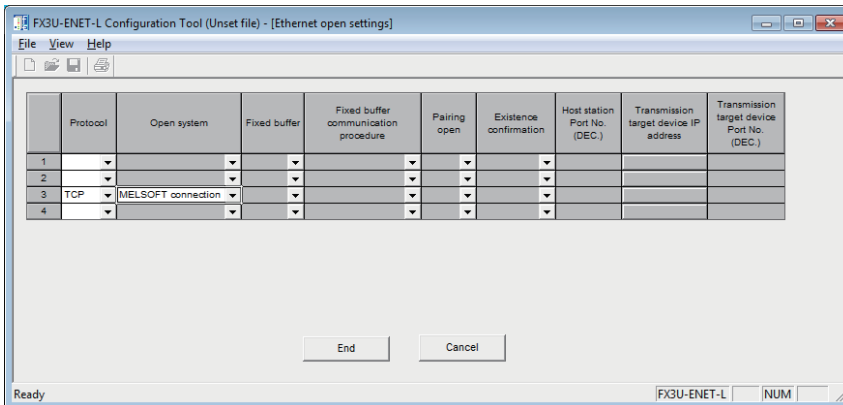 FX3U-ENET-L Configuration Tool (Unset file) - [Ethernet open settings]
File View Help
Protocol Open system Fixed buffer Fixed buffer communication procedure Pairing open Existence confirmation Host station Port No. (DEC.) Transmission target device IP address Transmission target device Port No. (DEC.)
1
2
3 TCP MELSOFT connection
4
End Cancel
Ready FX3U-ENET-L NUM